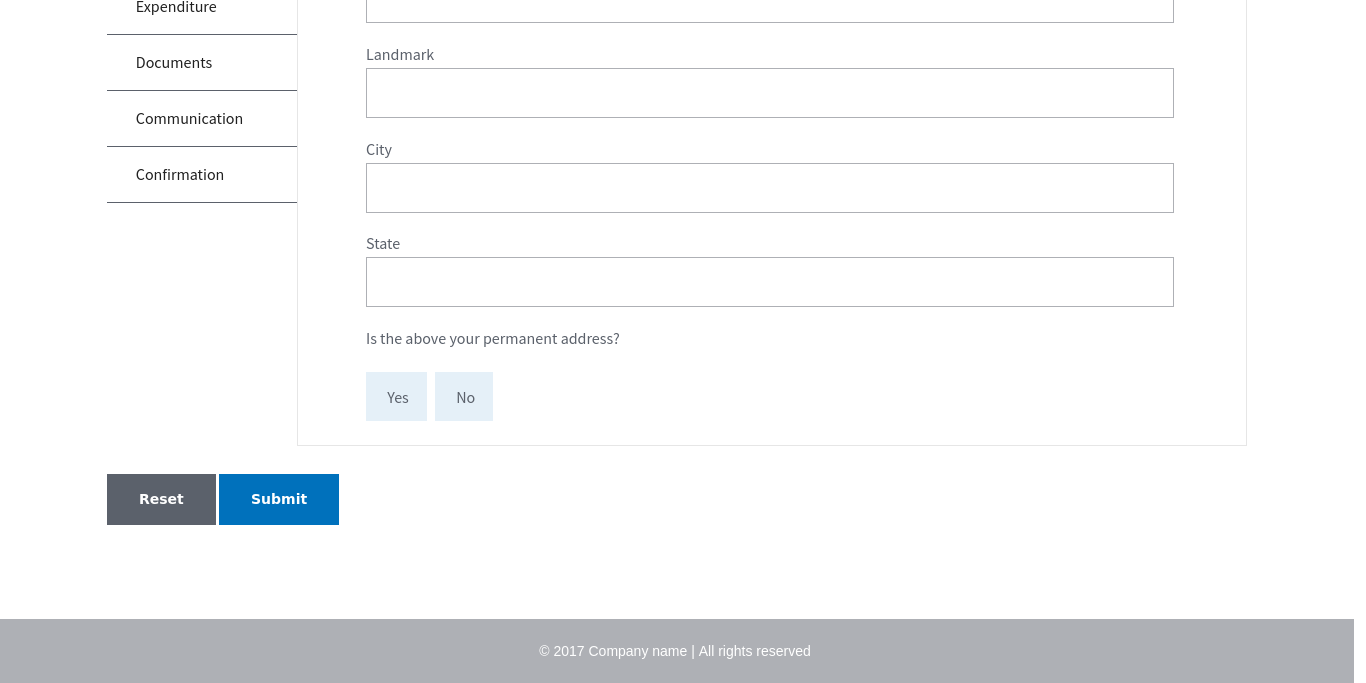 Expenditure
Documents
Communication
Confirmation
Landmark
City
State
Is the above your permanent address?
Yes No
Reset Submit
© 2017 Company name | All rights reserved